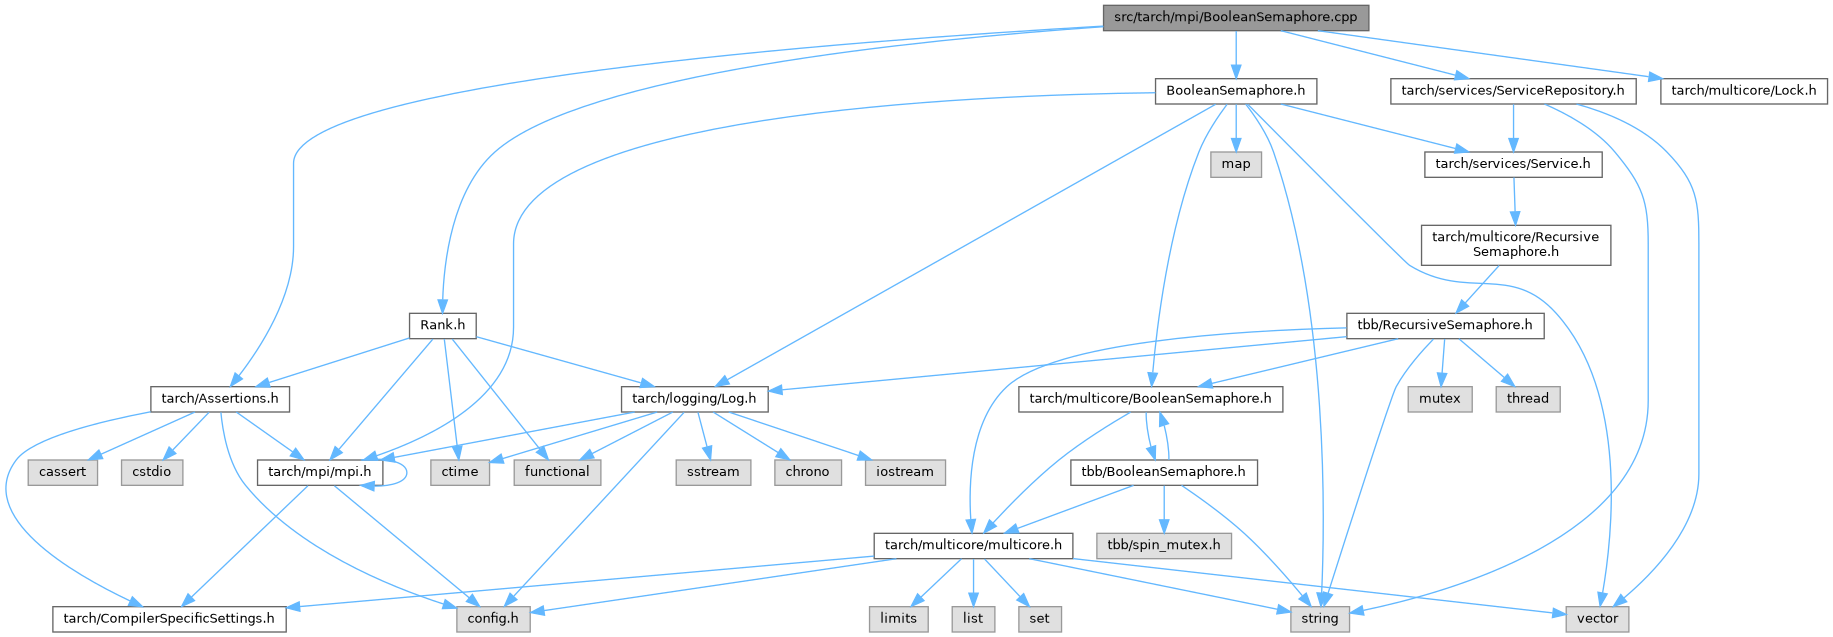 src/tarch/mpi/BooleanSemaphore.cpp
BooleanSemaphore.h
tarch/services/ServiceRepository.h
tarch/multicore/Lock.h
map
tarch/services/Service.h
tarch/multicore/Recursive
Semaphore.h
Rank.h
tbb/RecursiveSemaphore.h
tarch/Assertions.h
tarch/logging/Log.h
tarch/multicore/BooleanSemaphore.h
mutex
thread
cassert
cstdio
tarch/mpi/mpi.h
ctime
functional
sstream
chrono
iostream
tbb/BooleanSemaphore.h
tarch/multicore/multicore.h
tbb/spin_mutex.h
tarch/CompilerSpecificSettings.h
config.h
limits
list
set
string
vector